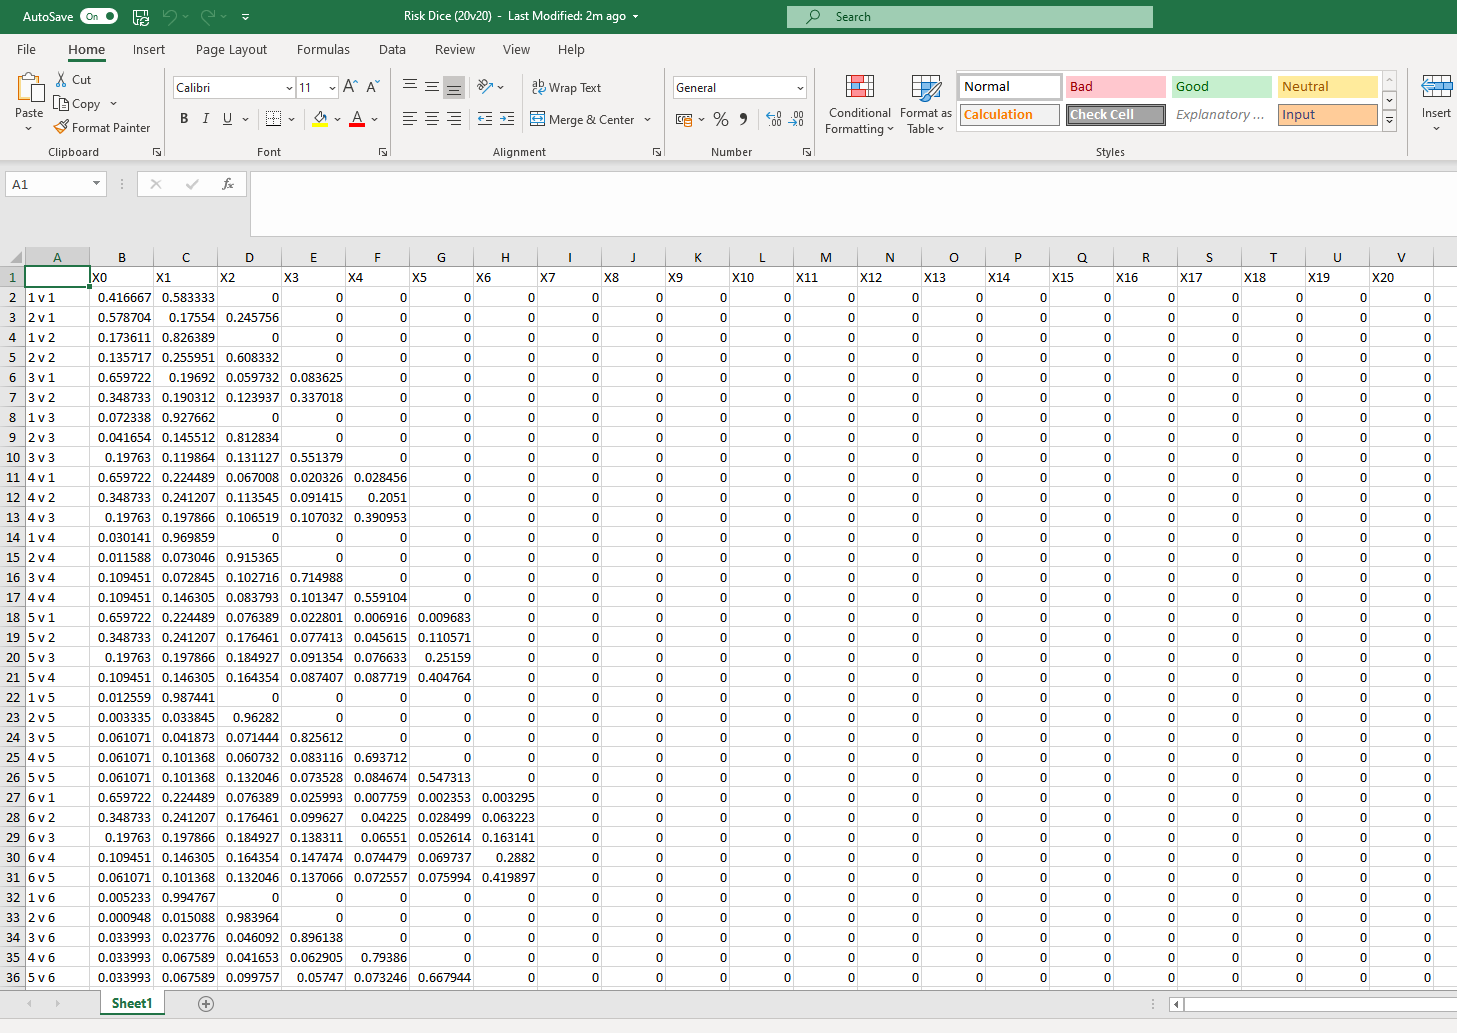 AutoSave On Risk Dice (20v20) - Last Modified: 2m ago Search
File Home Insert Page Layout Formulas Data Review View Help
Paste Cut Copy Format Painter Clipboard
Calibri 11 A A B I U A Font
ab Wrap Text Merge & Center Alignment
General % Number
Conditional Formatting Format as Table
Normal Bad Good Neutral
Calculation Check Cell Explanatory ... Input
Styles
Insert
A1 fx
A B C D E F G H I J K L M N O P Q R S T U V
1 X0 X1 X2 X3 X4 X5 X6 X7 X8 X9 X10 X11 X12 X13 X14 X15 X16 X17 X18 X19 X20
2 1 v 1 0.416667 0.583333 0 0 0 0 0 0 0 0 0 0 0 0 0 0 0 0 0 0 0
3 2 v 1 0.578704 0.17554 0.245756 0 0 0 0 0 0 0 0 0 0 0 0 0 0 0 0 0 0
4 1 v 2 0.173611 0.826389 0 0 0 0 0 0 0 0 0 0 0 0 0 0 0 0 0 0 0
5 2 v 2 0.135717 0.255951 0.608332 0 0 0 0 0 0 0 0 0 0 0 0 0 0 0 0 0 0
6 3 v 1 0.659722 0.19692 0.059732 0.083625 0 0 0 0 0 0 0 0 0 0 0 0 0 0 0 0 0
7 3 v 2 0.348733 0.190312 0.123937 0.337018 0 0 0 0 0 0 0 0 0 0 0 0 0 0 0 0 0
8 1 v 3 0.072338 0.927662 0 0 0 0 0 0 0 0 0 0 0 0 0 0 0 0 0 0 0
9 2 v 3 0.041654 0.145512 0.812834 0 0 0 0 0 0 0 0 0 0 0 0 0 0 0 0 0 0
10 3 v 3 0.19763 0.119864 0.131127 0.551379 0 0 0 0 0 0 0 0 0 0 0 0 0 0 0 0 0
11 4 v 1 0.659722 0.224489 0.067008 0.020326 0.028456 0 0 0 0 0 0 0 0 0 0 0 0 0 0 0 0
12 4 v 2 0.348733 0.241207 0.113545 0.091415 0.2051 0 0 0 0 0 0 0 0 0 0 0 0 0 0 0 0
13 4 v 3 0.19763 0.197866 0.106519 0.107032 0.390953 0 0 0 0 0 0 0 0 0 0 0 0 0 0 0 0
14 1 v 4 0.030141 0.969859 0 0 0 0 0 0 0 0 0 0 0 0 0 0 0 0 0 0 0
15 2 v 4 0.011588 0.073046 0.915365 0 0 0 0 0 0 0 0 0 0 0 0 0 0 0 0 0 0
16 3 v 4 0.109451 0.072845 0.102716 0.714988 0 0 0 0 0 0 0 0 0 0 0 0 0 0 0 0 0
17 4 v 4 0.109451 0.146305 0.083793 0.101347 0.559104 0 0 0 0 0 0 0 0 0 0 0 0 0 0 0 0
18 5 v 1 0.659722 0.224489 0.076389 0.022801 0.006916 0.009683 0 0 0 0 0 0 0 0 0 0 0 0 0 0 0
19 5 v 2 0.348733 0.241207 0.176461 0.077413 0.045615 0.110571 0 0 0 0 0 0 0 0 0 0 0 0 0 0 0
20 5 v 3 0.19763 0.197866 0.184927 0.091354 0.076633 0.25159 0 0 0 0 0 0 0 0 0 0 0 0 0 0 0
21 5 v 4 0.109451 0.146305 0.164354 0.087407 0.087719 0.404764 0 0 0 0 0 0 0 0 0 0 0 0 0 0 0
22 1 v 5 0.012559 0.987441 0 0 0 0 0 0 0 0 0 0 0 0 0 0 0 0 0 0 0
23 2 v 5 0.003335 0.033845 0.96282 0 0 0 0 0 0 0 0 0 0 0 0 0 0 0 0 0 0
24 3 v 5 0.061071 0.041873 0.071444 0.825612 0 0 0 0 0 0 0 0 0 0 0 0 0 0 0 0 0
25 4 v 5 0.061071 0.101368 0.060732 0.083116 0.693712 0 0 0 0 0 0 0 0 0 0 0 0 0 0 0 0
26 5 v 5 0.061071 0.101368 0.132046 0.073528 0.084674 0.547313 0 0 0 0 0 0 0 0 0 0 0 0 0 0 0
27 6 v 1 0.659722 0.224489 0.076389 0.025993 0.007759 0.002353 0.003295 0 0 0 0 0 0 0 0 0 0 0 0 0 0
28 6 v 2 0.348733 0.241207 0.176461 0.099627 0.04225 0.028499 0.063223 0 0 0 0 0 0 0 0 0 0 0 0 0 0
29 6 v 3 0.19763 0.197866 0.184927 0.138311 0.06551 0.052614 0.163141 0 0 0 0 0 0 0 0 0 0 0 0 0 0
30 6 v 4 0.109451 0.146305 0.164354 0.147474 0.074479 0.069737 0.2882 0 0 0 0 0 0 0 0 0 0 0 0 0 0
31 6 v 5 0.061071 0.101368 0.132046 0.137066 0.072557 0.075994 0.419897 0 0 0 0 0 0 0 0 0 0 0 0 0 0
32 1 v 6 0.005233 0.994767 0 0 0 0 0 0 0 0 0 0 0 0 0 0 0 0 0 0 0
33 2 v 6 0.000948 0.015088 0.983964 0 0 0 0 0 0 0 0 0 0 0 0 0 0 0 0 0 0
34 3 v 6 0.033993 0.023776 0.046092 0.896138 0 0 0 0 0 0 0 0 0 0 0 0 0 0 0 0 0
35 4 v 6 0.033993 0.067589 0.041653 0.062905 0.79386 0 0 0 0 0 0 0 0 0 0 0 0 0 0 0 0
36 5 v 6 0.033993 0.067589 0.099757 0.05747 0.073246 0.667944 0 0 0 0 0 0 0 0 0 0 0 0 0 0 0
Sheet1